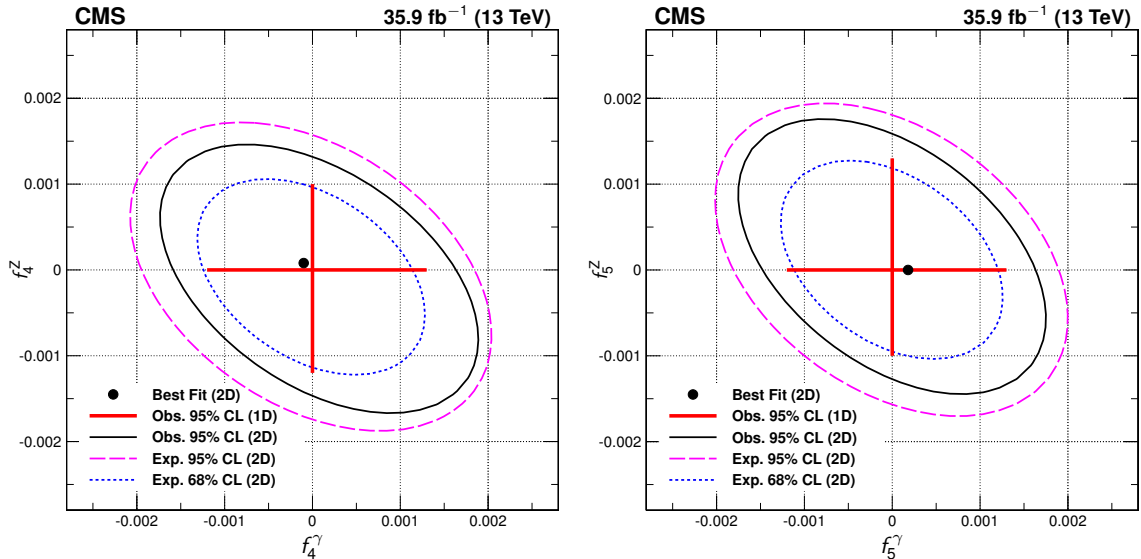 CMS 35.9 fb⁻¹ (13 TeV)
f₄ᶻ
0.002
0.001
0
-0.001
-0.002
Best Fit (2D)
Obs. 95% CL (1D)
Obs. 95% CL (2D)
Exp. 95% CL (2D)
Exp. 68% CL (2D)
-0.002 -0.001 0 0.001 0.002
f₄ᵞ
CMS 35.9 fb⁻¹ (13 TeV)
f₅ᶻ
0.002
0.001
0
-0.001
-0.002
Best Fit (2D)
Obs. 95% CL (1D)
Obs. 95% CL (2D)
Exp. 95% CL (2D)
Exp. 68% CL (2D)
-0.002 -0.001 0 0.001 0.002
f₅ᵞ